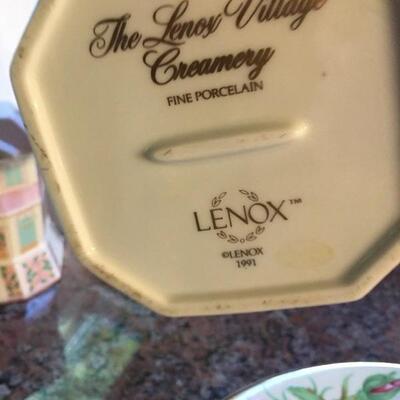 The Lenox Village
Creamery
FINE PORCELAIN
LENOX™
©LENOX
1991